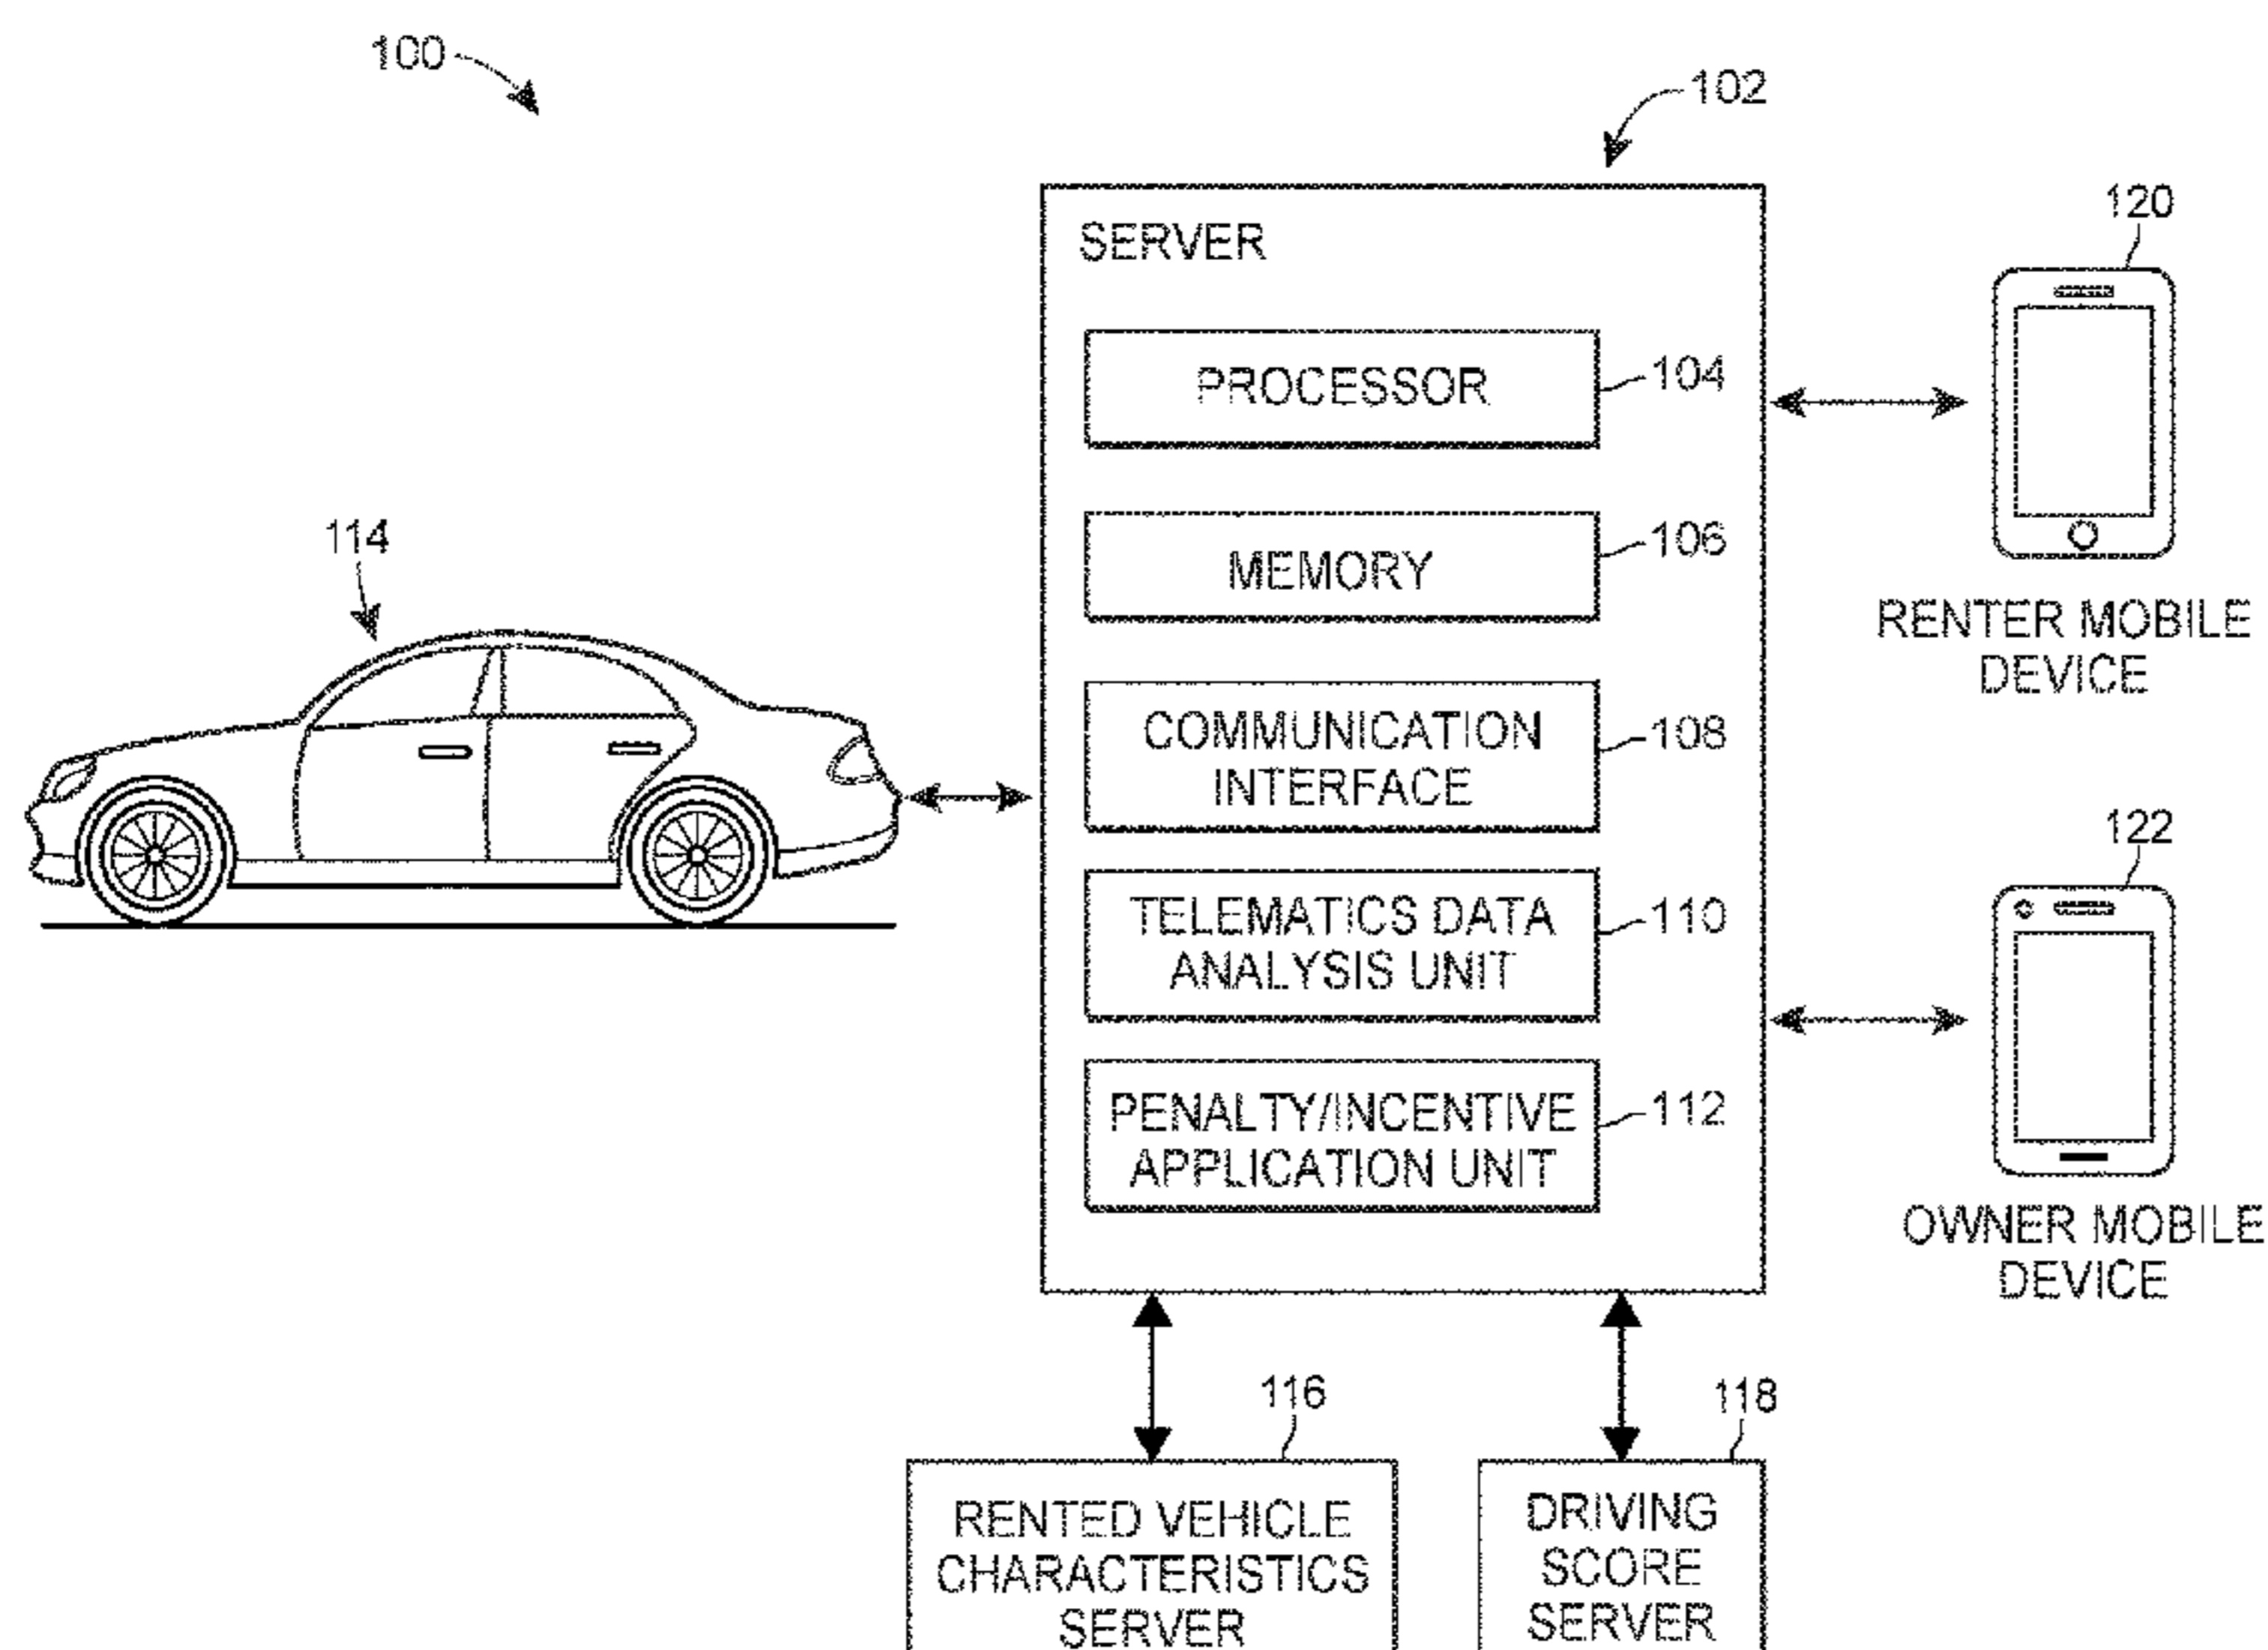 100
102
SERVER
120
PROCESSOR
104
114
MEMORY
106
RENTER MOBILE
DEVICE
COMMUNICATION
INTERFACE
108
122
TELEMATICS DATA
ANALYSIS UNIT
110
PENALTY/INCENTIVE
APPLICATION UNIT
112
OWNER MOBILE
DEVICE
116
118
RENTED VEHICLE
CHARACTERISTICS
SERVER
DRIVING
SCORE
SERVER